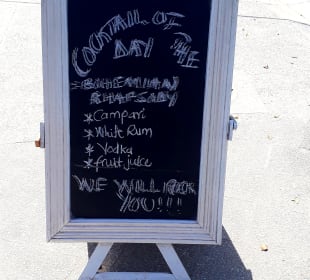 COCKTAIL OF THE
DAY
BOHEMIAN
RHAPSODY
* Campari
* White Rum
* Vodka
* fruit juice
WE WILL ROCK
YOU!!!!